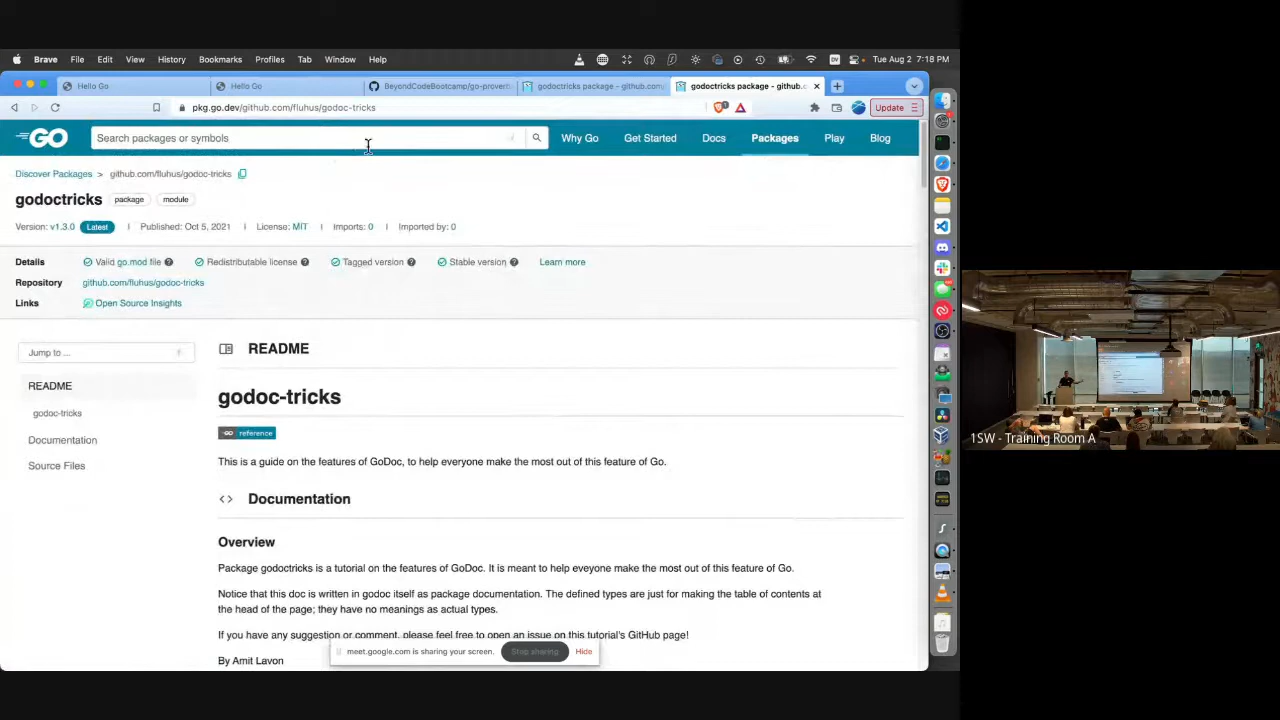 Brave File Edit View History Bookmarks Profiles Tab Window Help
DV
Tue Aug 2 7:18 PM
Hello Go
Hello Go
BeyondCodeBootcamp/go-proverb
godoctricks package - github.com
godoctricks package - github.c
pkg.go.dev/github.com/fluhus/godoc-tricks
1
Update
GO
Search packages or symbols
Why Go
Get Started
Docs
Packages
Play
Blog
Discover Packages > github.com/fluhus/godoc-tricks
godoctricks package module
Version: v1.3.0 Latest | Published: Oct 5, 2021 | License: MIT | Imports: 0 | Imported by: 0
Details Valid go.mod file Redistributable license Tagged version Stable version Learn more
Repository github.com/fluhus/godoc-tricks
Links Open Source Insights
Jump to ... f
README
godoc-tricks
Documentation
Source Files
README
godoc-tricks
GO reference
This is a guide on the features of GoDoc, to help everyone make the most out of this feature of Go.
Documentation
Overview
Package godoctricks is a tutorial on the features of GoDoc. It is meant to help eveyone make the most of this feature of Go.
Notice that this doc is written in godoc itself as package documentation. The defined types are just for making the table of contents
at the head of the page; they have no meanings as actual types.
If you have any suggestion or comment, please feel free to open an issue on this tutorial's GitHub page!
By Amit Lavon
meet.google.com is sharing your screen.
Stop sharing
Hide
1SW - Training Room A